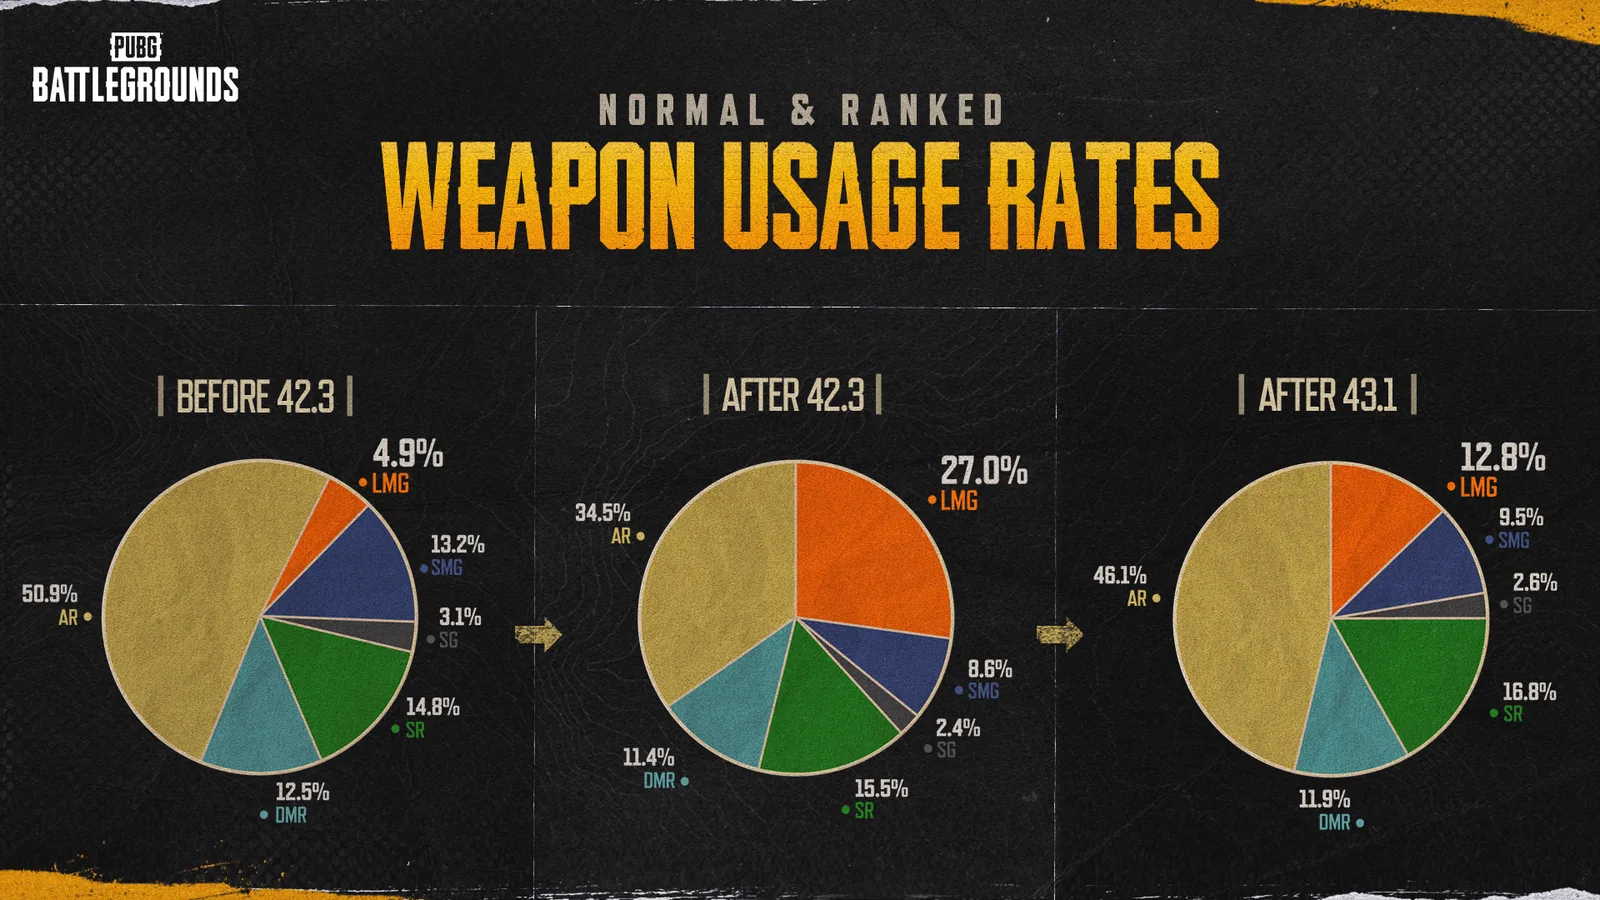 PUBG
BATTLEGROUNDS
NORMAL & RANKED
WEAPON USAGE RATES
BEFORE 42.3
4.9%
LMG
13.2%
SMG
3.1%
SG
14.8%
SR
12.5%
DMR
50.9%
AR
AFTER 42.3
27.0%
LMG
8.6%
SMG
2.4%
SG
15.5%
SR
11.4%
DMR
34.5%
AR
AFTER 43.1
12.8%
LMG
9.5%
SMG
2.6%
SG
16.8%
SR
11.9%
DMR
46.1%
AR